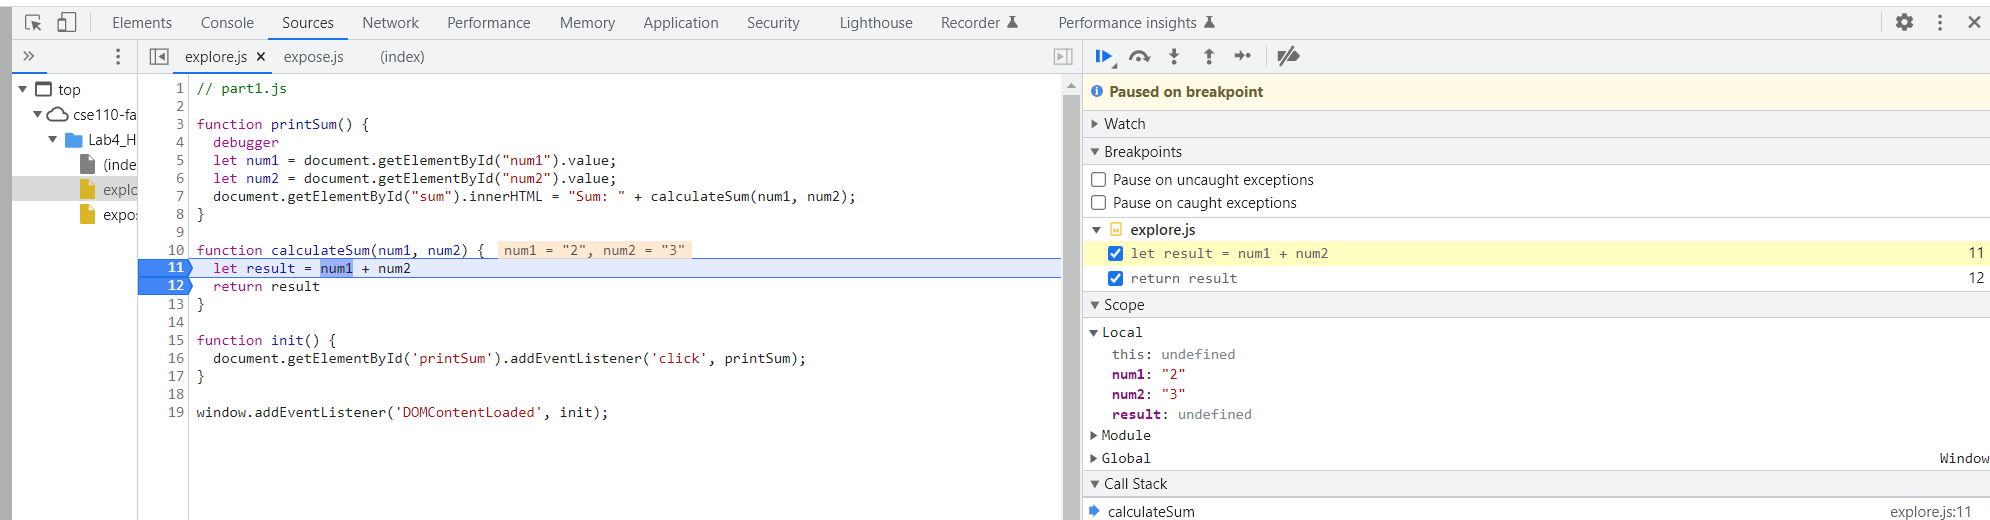 Elements Console Sources Network Performance Memory Application Security Lighthouse Recorder Performance insights
explore.js × expose.js (index)
top
cse110-fa
Lab4_H
(inde
explo
expos
1 // part1.js
2
3 function printSum() {
4 debugger
5 let num1 = document.getElementById("num1").value;
6 let num2 = document.getElementById("num2").value;
7 document.getElementById("sum").innerHTML = "Sum: " + calculateSum(num1, num2);
8 }
9
10 function calculateSum(num1, num2) { num1 = "2", num2 = "3"
11 let result = num1 + num2
12 return result
13 }
14
15 function init() {
16 document.getElementById('printSum').addEventListener('click', printSum);
17 }
18
19 window.addEventListener('DOMContentLoaded', init);
Paused on breakpoint
Watch
Breakpoints
Pause on uncaught exceptions
Pause on caught exceptions
explore.js
let result = num1 + num2 11
return result 12
Scope
Local
this: undefined
num1: "2"
num2: "3"
result: undefined
Module
Global Window
Call Stack
calculateSum explore.js:11